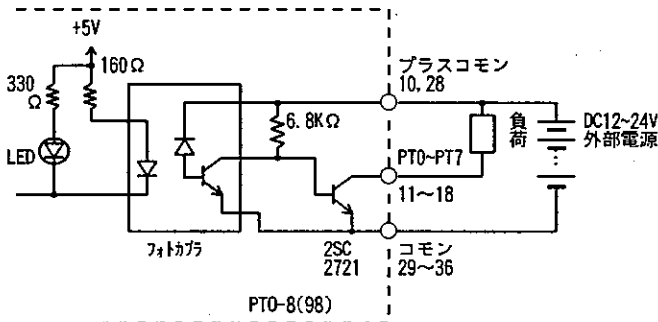 +5V
330
Ω
160Ω
LED
フォトカプラ
6.8KΩ
2SC
2721
プラスコモン
10,28
PT0~PT7
11~18
コモン
29~36
負荷
DC12~24V
外部電源
PT0-8(98)